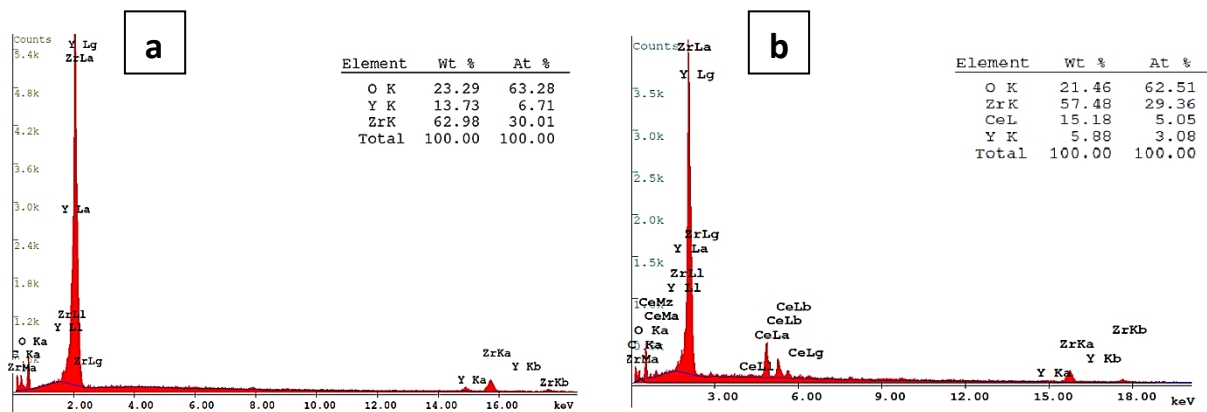 a
Counts
5.4k
4.8k
4.2k
3.6k
3.0k
2.4k
1.8k
1.2k
Y Lg
ZrLa
Y La
ZrLl
Y Ll
O Ka
Ka
ZrMa
ZrLg
Y Ka
ZrKa
Y Kb
ZrKb
2.00 4.00 6.00 8.00 10.00 12.00 14.00 16.00 keV
Element Wt % At %
O K 23.29 63.28
Y K 13.73 6.71
ZrK 62.98 30.01
Total 100.00 100.00
b
Counts
3.5k
3.0k
2.5k
2.0k
1.5k
ZrLa
Y Lg
ZrLg
Y La
ZrLl
Y Ll
CeMz
CeMa
O Ka
C Ka
ZrMa
CeLb
CeLb
CeLa
CeLg
CeLl
ZrKb
ZrKa
Y Kb
Y Ka
3.00 6.00 9.00 12.00 15.00 18.00 keV
Element Wt % At %
O K 21.46 62.51
ZrK 57.48 29.36
CeL 15.18 5.05
Y K 5.88 3.08
Total 100.00 100.00